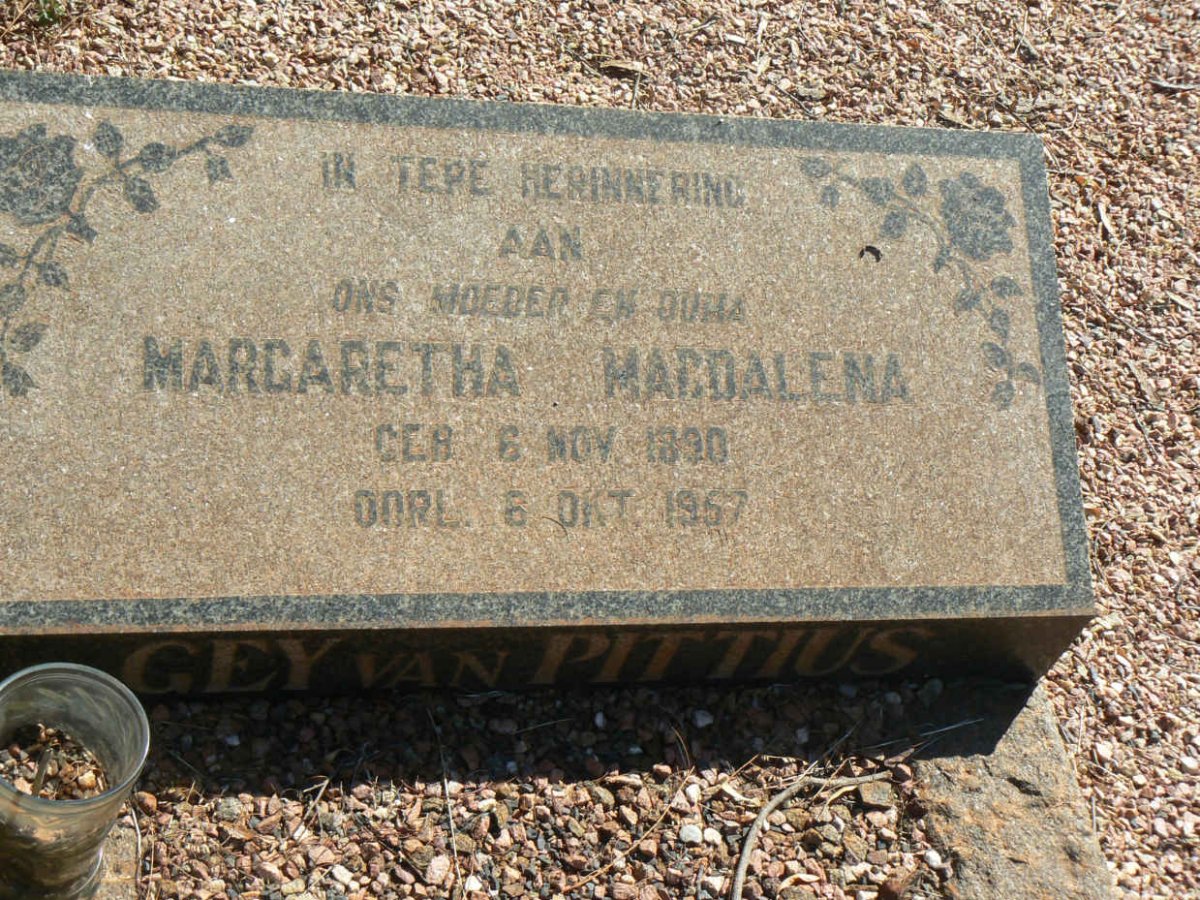 IN TERE HERINNERING
AAN
ONS MOEDER EN OUMA
MARGARETHA MAGDALENA
GEB. 6 NOV. 1890
OORL. 6 OKT. 1967
GEY VAN PITTIUS